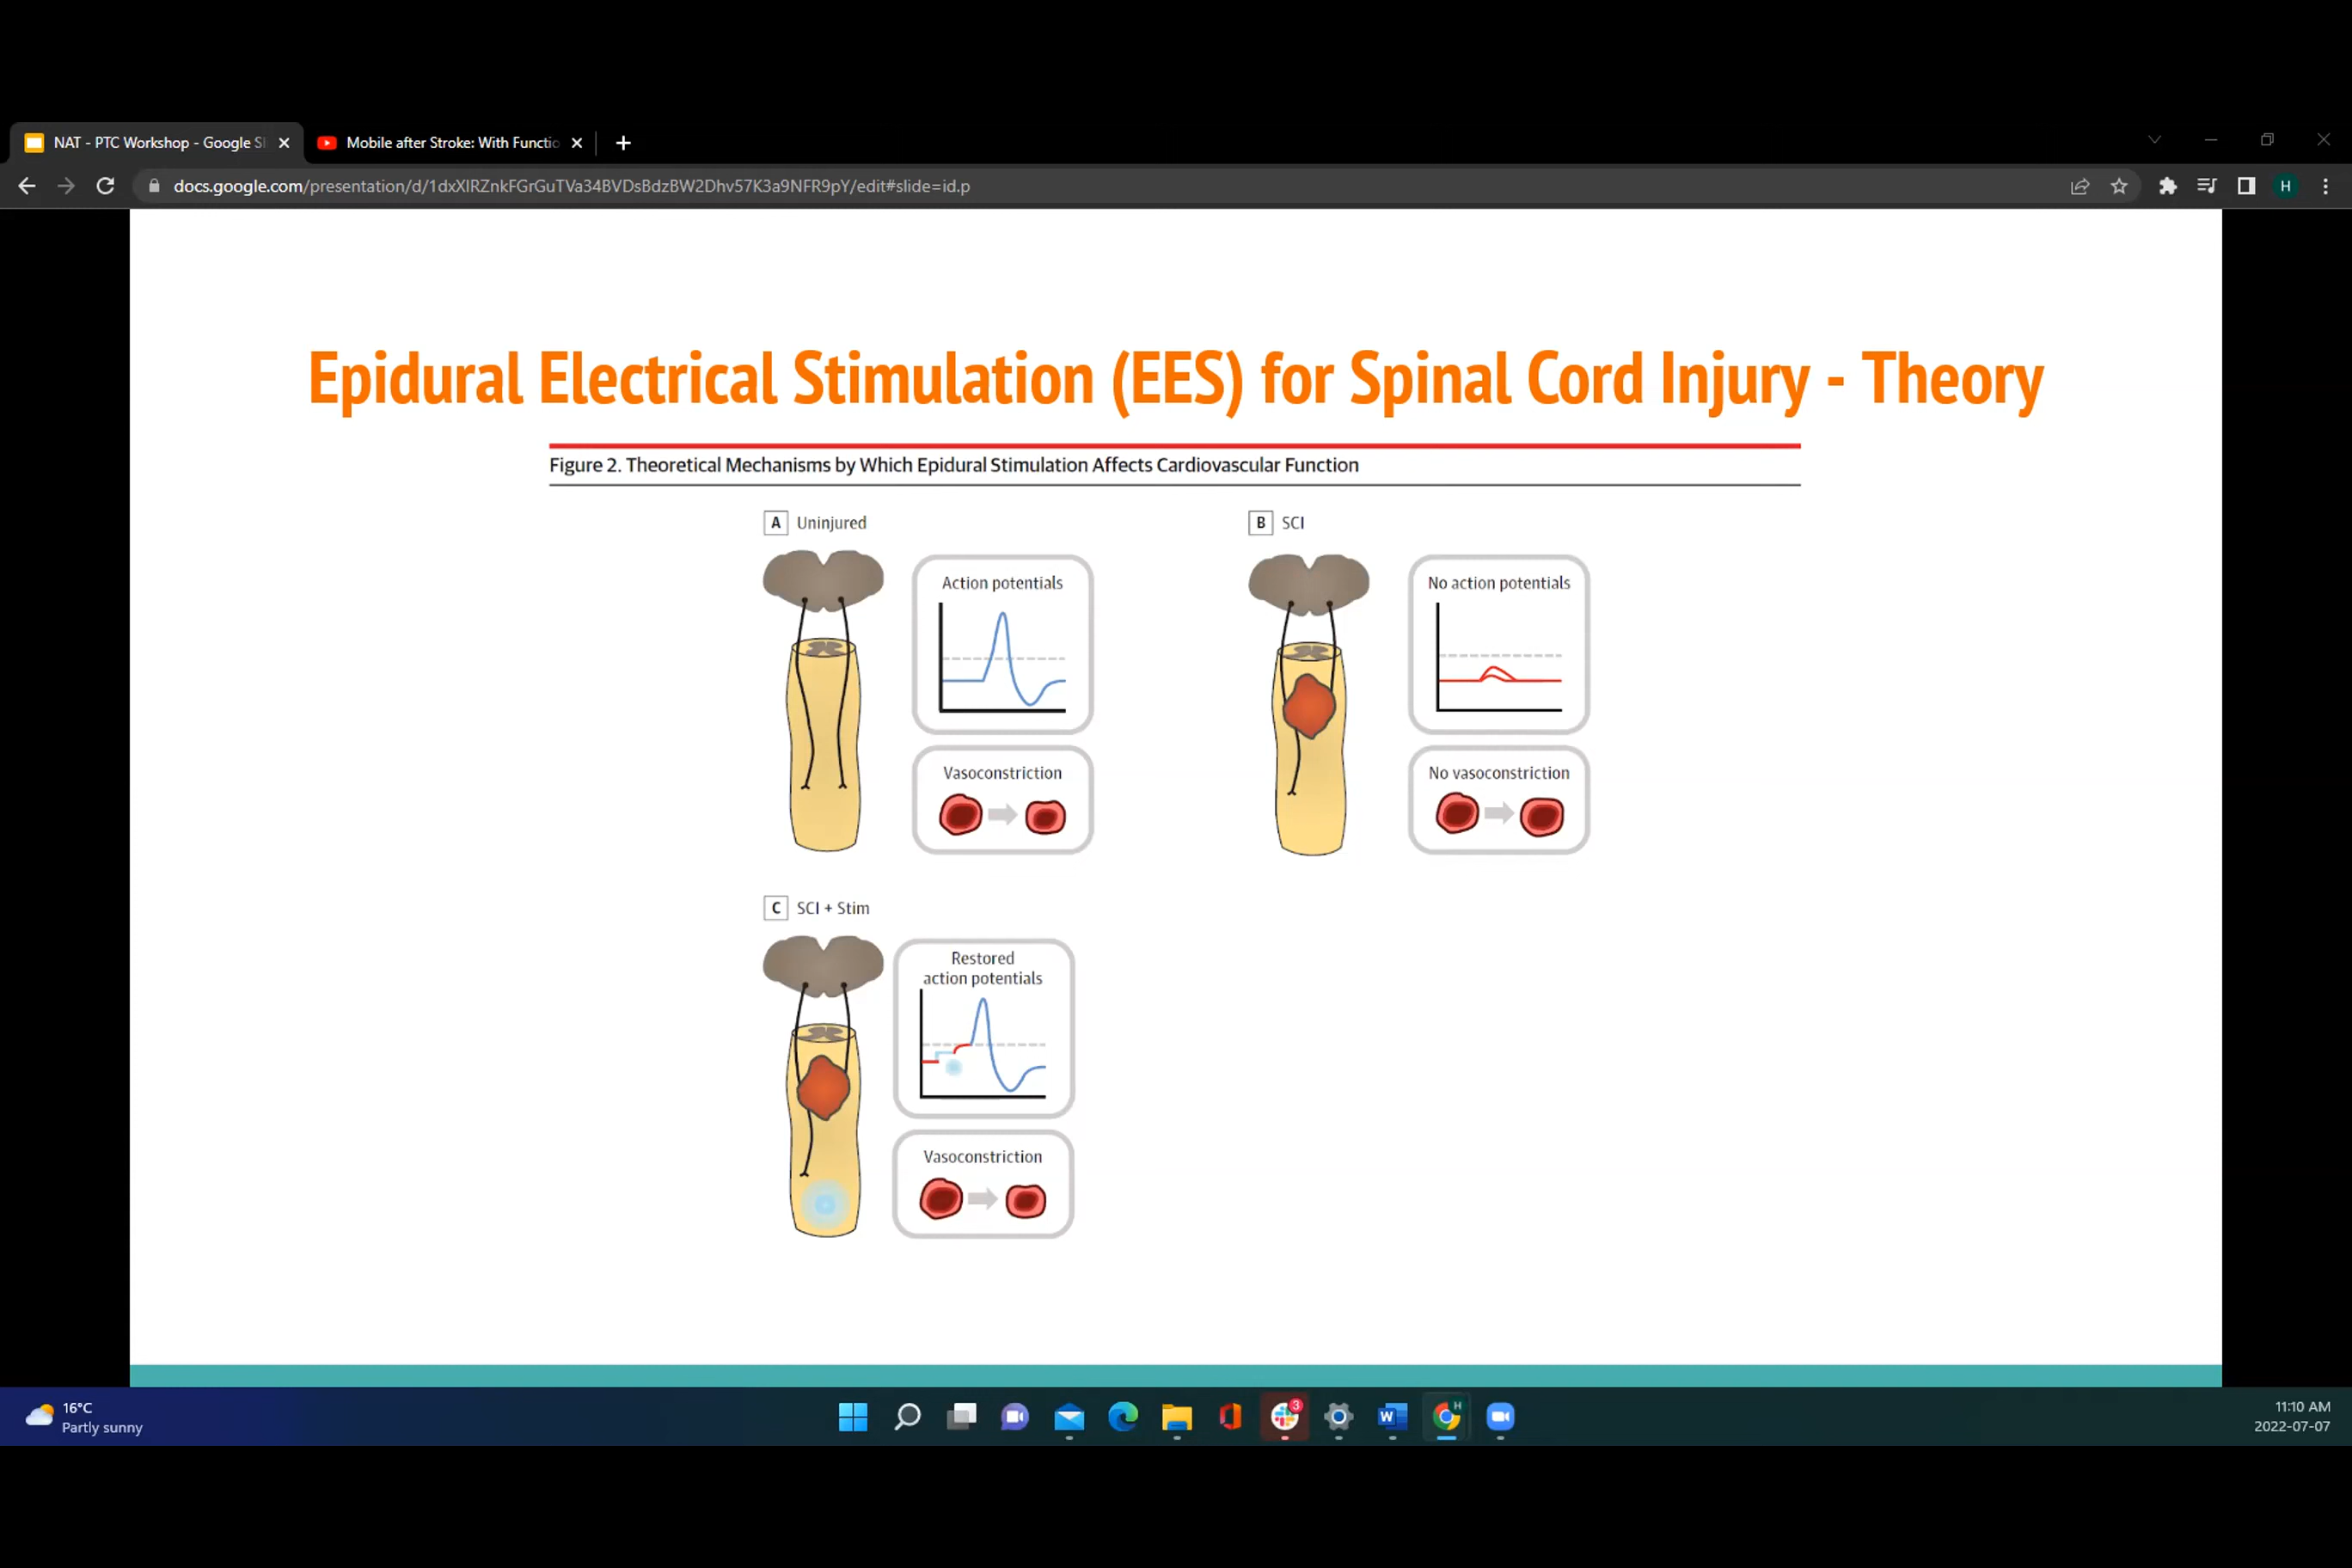 NAT - PTC Workshop - Google Sl
Mobile after Stroke: With Functio
docs.google.com/presentation/d/1dxXlRZnkFGrGuTVa34BVDsBdzBW2Dhv57K3a9NFR9pY/edit#slide=id.p
H
Epidural Electrical Stimulation (EES) for Spinal Cord Injury - Theory
Figure 2. Theoretical Mechanisms by Which Epidural Stimulation Affects Cardiovascular Function
A Uninjured
Action potentials
Vasoconstriction
B SCI
No action potentials
No vasoconstriction
C SCI + Stim
Restored
action potentials
Vasoconstriction
16°C
Partly sunny
3
W
H
11:10 AM
2022-07-07